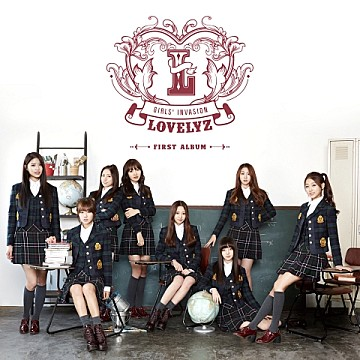 L
GIRLS' INVASION
LOVELYZ
FIRST ALBUM